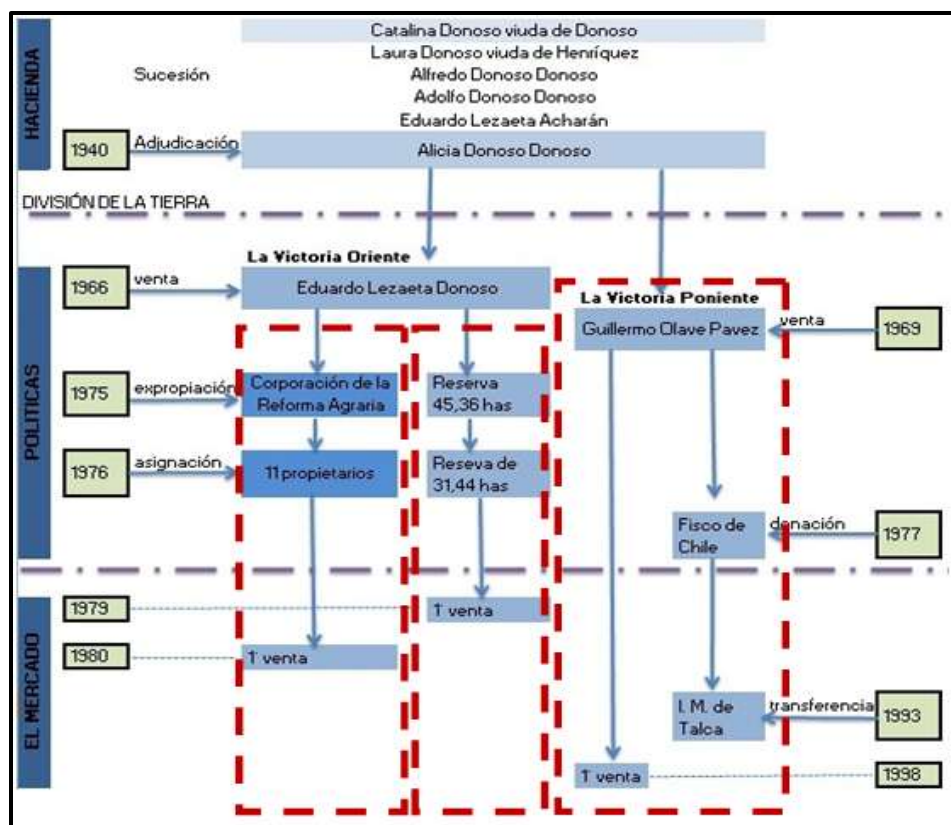 HACIENDA
Catalina Donoso viuda de Donoso
Laura Donoso viuda de Henríquez
Sucesión
Alfredo Donoso Donoso
Adolfo Donoso Donoso
Eduardo Lezaeta Acharán
1940
Adjudicación
Alicia Donoso Donoso
DIVISIÓN DE LA TIERRA
POLITICAS
La Victoria Oriente
1966
venta
Eduardo Lezaeta Donoso
La Victoria Poniente
Guillermo Olave Pavez
venta
1969
1975
expropiación
Corporación de la
Reforma Agraria
Reserva
45,36 has
1976
asignación
11 propietarios
Reseva de
31,44 has
Fisco de
Chile
donación
1977
EL MERCADO
1979
1' venta
1980
1' venta
I. M. de
Talca
transferencia
1993
1' venta
1998